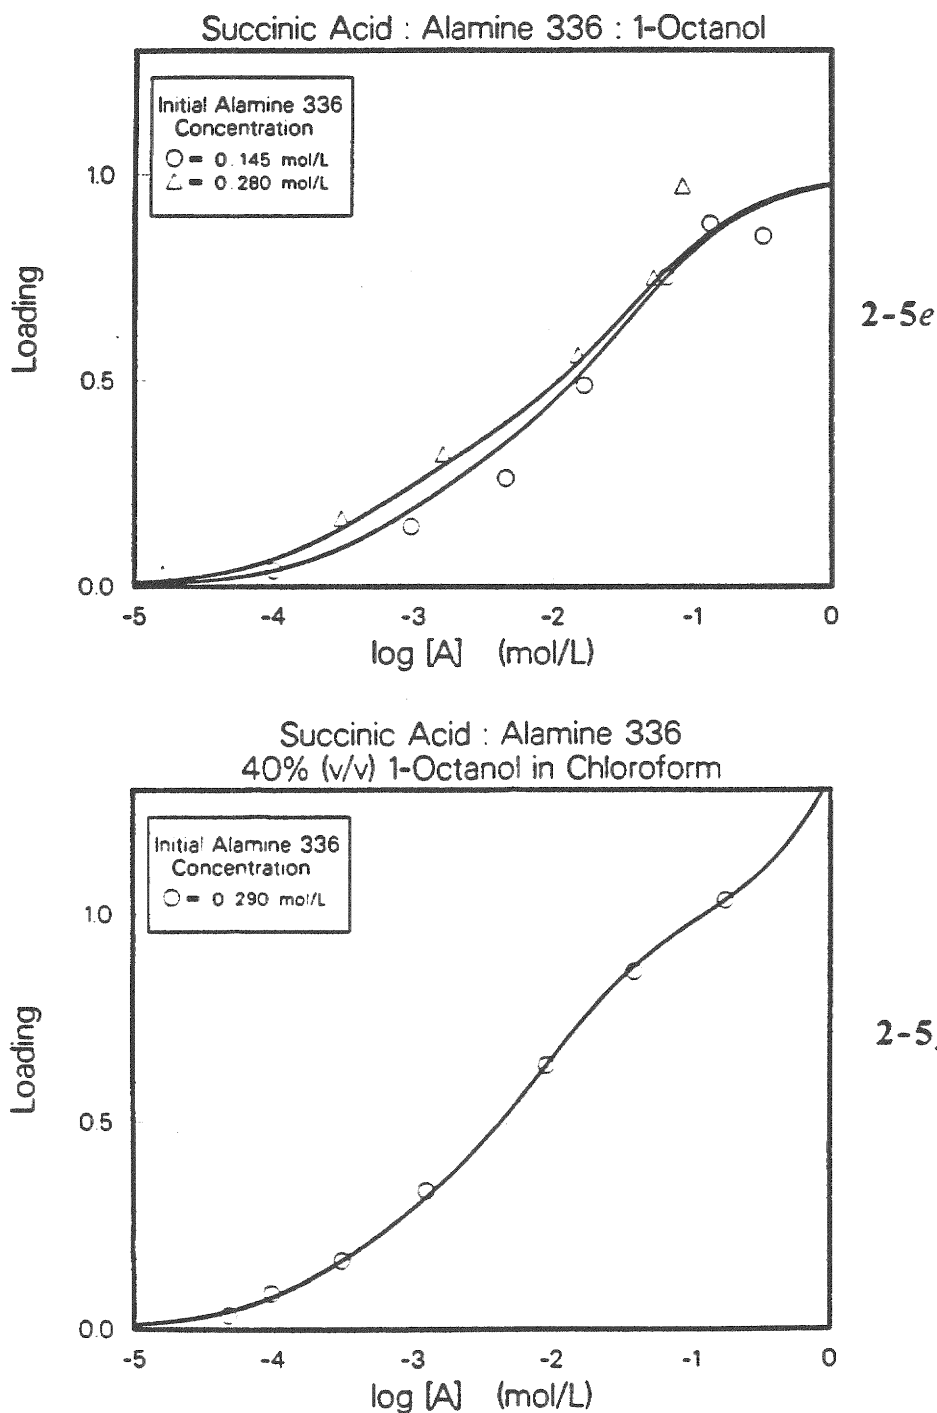 Succinic Acid : Alamine 336 : 1-Octanol
Initial Alamine 336
Concentration
O = 0.145 mol/L
△ = 0.280 mol/L
1.0
0.5
0.0
Loading
-5 -4 -3 -2 -1 0
log [A] (mol/L)
2-5e
Succinic Acid : Alamine 336
40% (v/v) 1-Octanol in Chloroform
Initial Alamine 336
Concentration
O = 0 290 mol/L
1.0
0.5
0.0
Loading
-5 -4 -3 -2 -1 0
log [A] (mol/L)
2-5